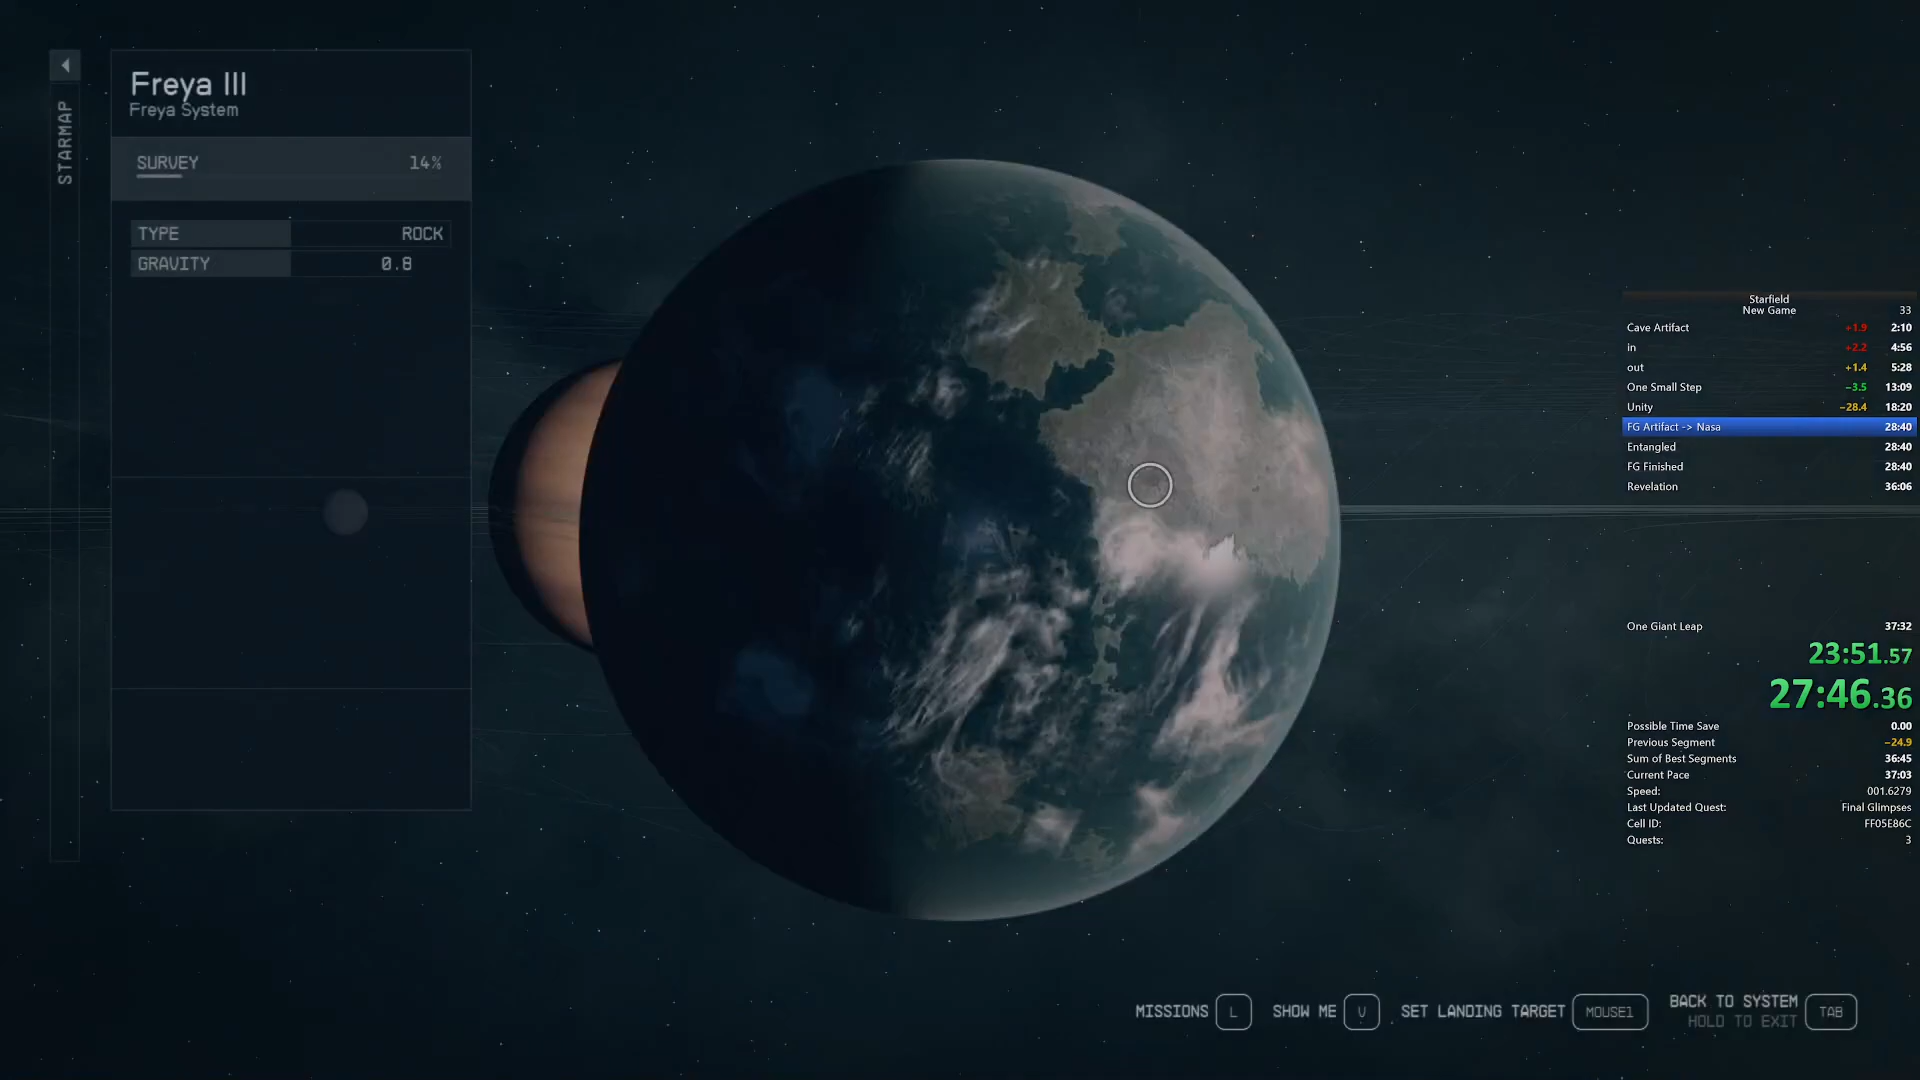 STARMAP
Freya III
Freya System
SURVEY 14%
TYPE ROCK
GRAVITY 0.8
Starfield
New Game 33
Cave Artifact +1.9 2:10
in +2.2 4:56
out +1.4 5:28
One Small Step −3.5 13:09
Unity −28.4 18:20
FG Artifact -> Nasa 28:40
Entangled 28:40
FG Finished 28:40
Revelation 36:06
One Giant Leap 37:32
23:51.57
27:46.36
Possible Time Save 0.00
Previous Segment −24.9
Sum of Best Segments 36:45
Current Pace 37:03
Speed: 001.6279
Last Updated Quest: Final Glimpses
Cell ID: FF05E86C
Quests: 3
MISSIONS L SHOW ME V SET LANDING TARGET MOUSE1 BACK TO SYSTEM TAB
HOLD TO EXIT